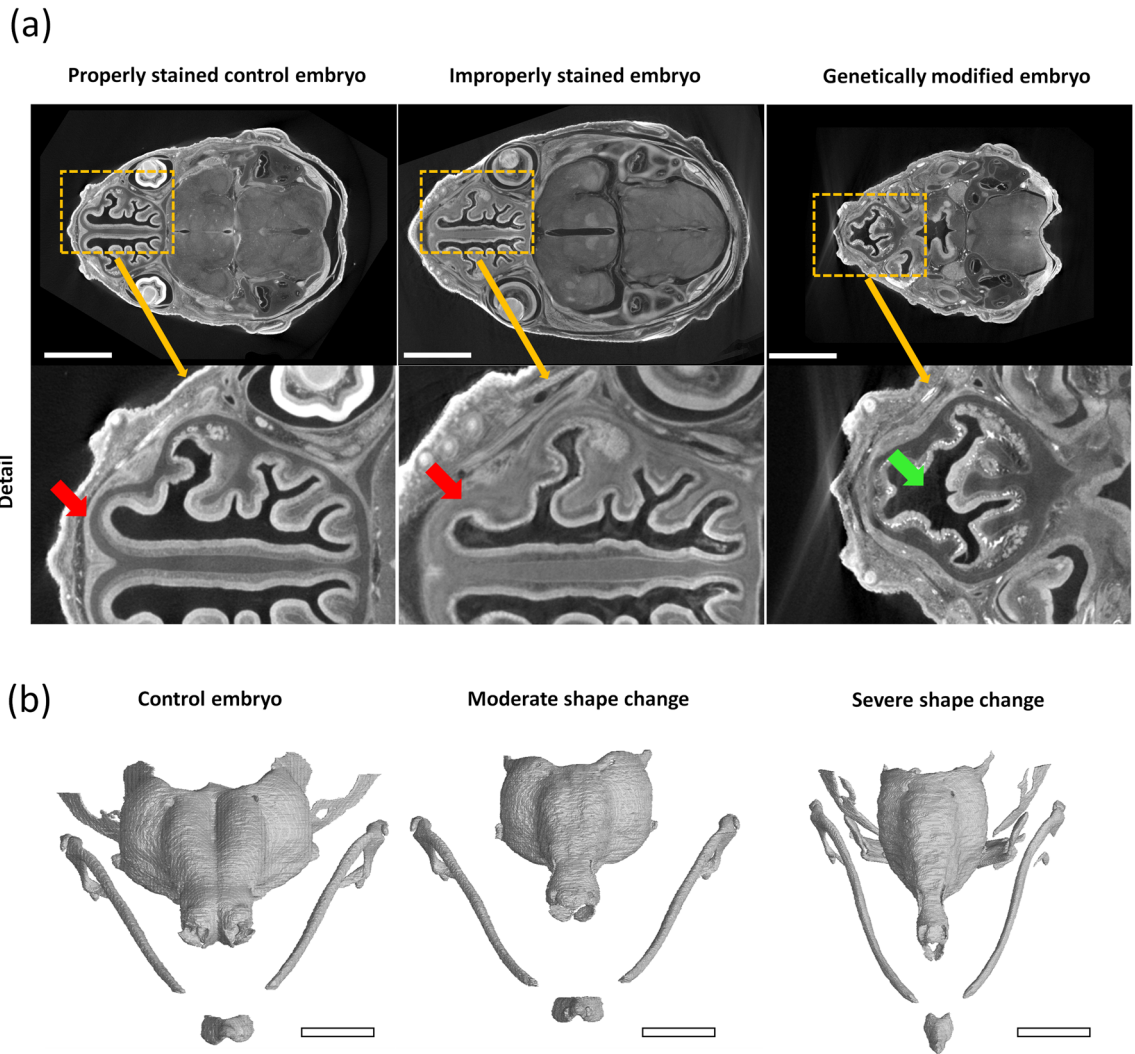 (a)
Properly stained control embryo
Improperly stained embryo
Genetically modified embryo
Detail
(b)
Control embryo
Moderate shape change
Severe shape change